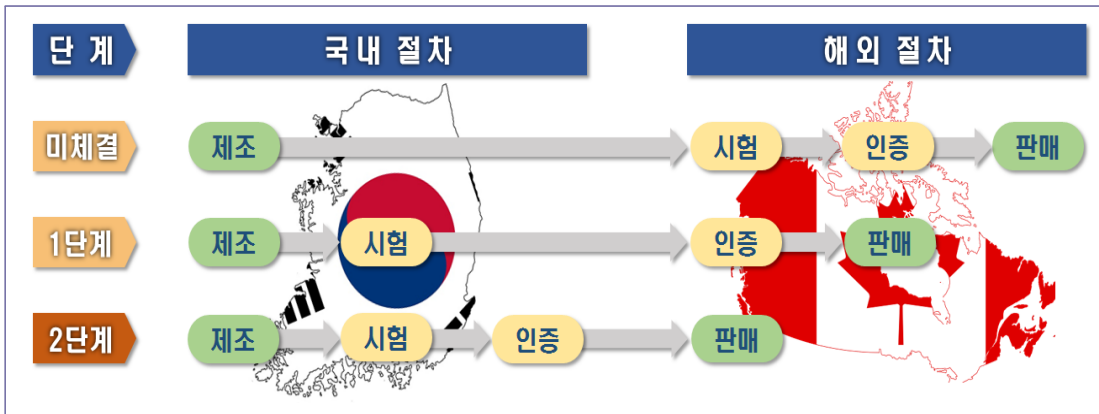 단 계 국내 절차 해외 절차
미체결 제조 시험 인증 판매
1단계 제조 시험 인증 판매
2단계 제조 시험 인증 판매